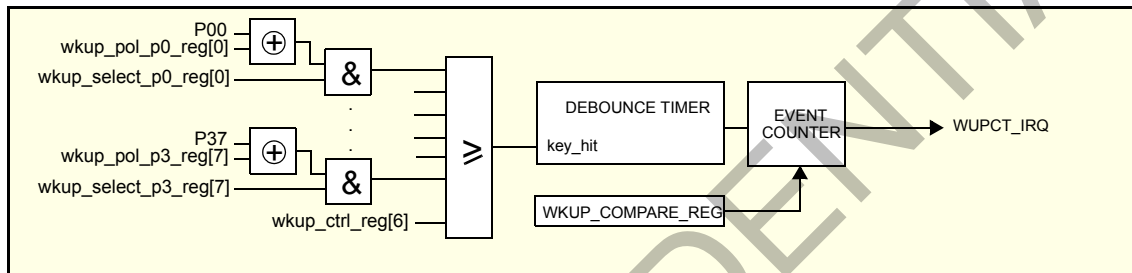 P00
wkup_pol_p0_reg[0]
wkup_select_p0_reg[0]
&
P37
wkup_pol_p3_reg[7]
wkup_select_p3_reg[7]
&
wkup_ctrl_reg[6]
≥
DEBOUNCE TIMER
key_hit
EVENT
COUNTER
WUPCT_IRQ
WKUP_COMPARE_REG